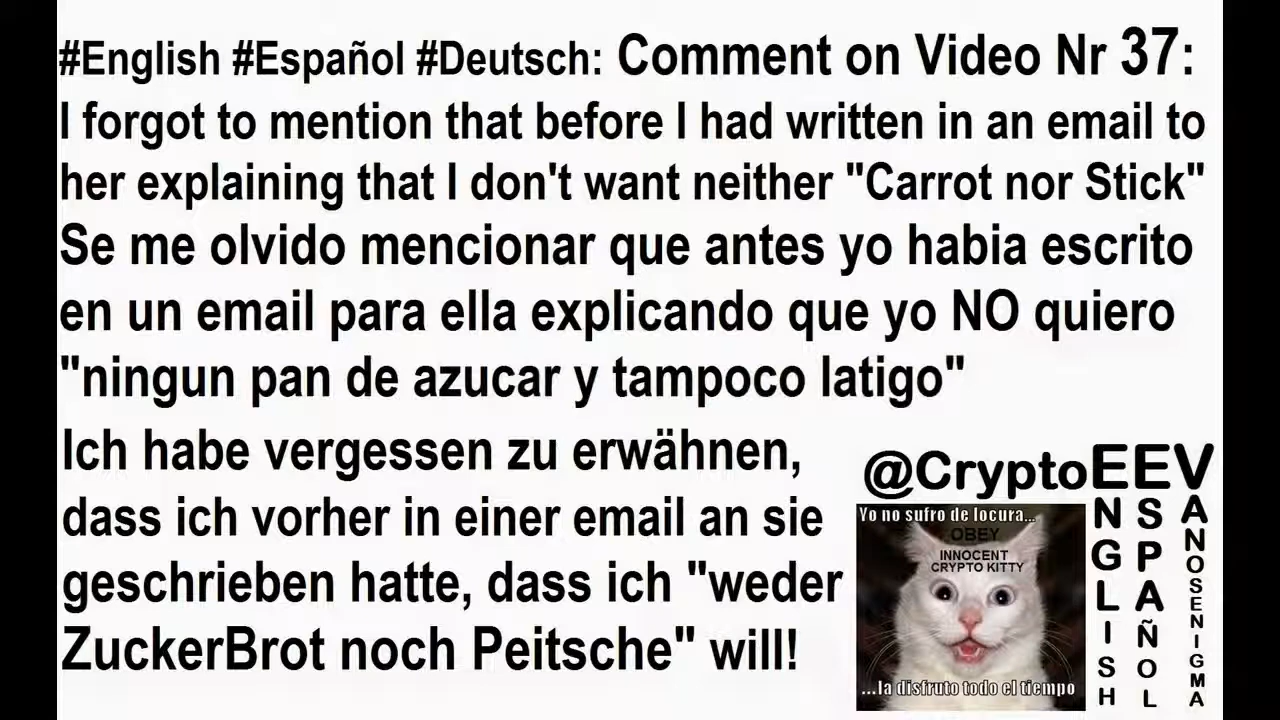 #English #Español #Deutsch: Comment on Video Nr 37:
I forgot to mention that before I had written in an email to
her explaining that I don't want neither "Carrot nor Stick"
Se me olvido mencionar que antes yo habia escrito
en un email para ella explicando que yo NO quiero
"ningun pan de azucar y tampoco latigo"
Ich habe vergessen zu erwähnen,
dass ich vorher in einer email an sie
geschrieben hatte, dass ich "weder
ZuckerBrot noch Peitsche" will!
@CryptoEEV
ENGLISH
ESPAÑOL
VANOSENIGMA
Yo no sufro de locura...
OBEY
INNOCENT
CRYPTO KITTY
...la disfruto todo el tiempo